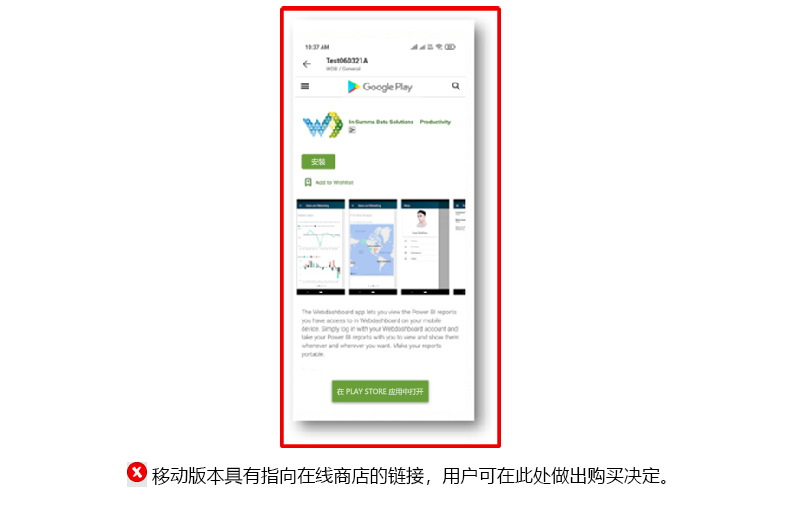 10:37 AM
Test060321A
WDB / General
Google Play
In Summa Data Solutions Productivity
安裝
Add to Wishlist
The Webdashboard app lets you view the Power BI reports
you have access to in Webdashboard on your mobile
device. Simply log in with your Webdashboard account and
take your Power BI reports with you to view and show them
whenever and wherever you want. Make your reports
portable.
在 PLAY STORE 应用中打开
移动版本具有指向在线商店的链接，用户可在此处做出购买决定。